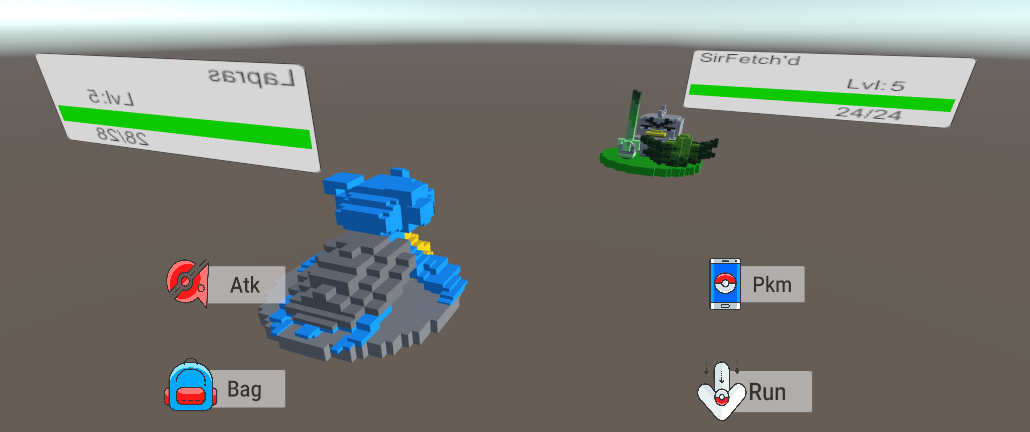 Lapras
Lvl:5
28/28
SirFetch'd
Lvl: 5
24/24
Atk
Pkm
Bag
Run